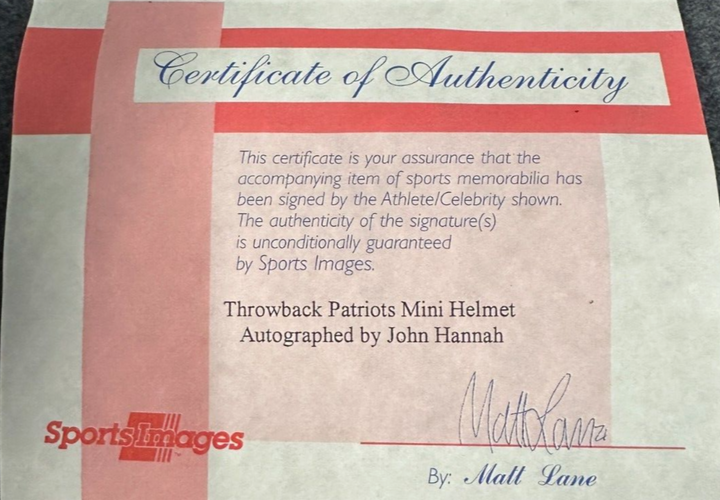 Certificate of Authenticity
This certificate is your assurance that the
accompanying item of sports memorabilia has
been signed by the Athlete/Celebrity shown.
The authenticity of the signature(s)
is unconditionally guaranteed
by Sports Images.
Throwback Patriots Mini Helmet
Autographed by John Hannah
Matt Lane
SportsImages
By: Matt Lane